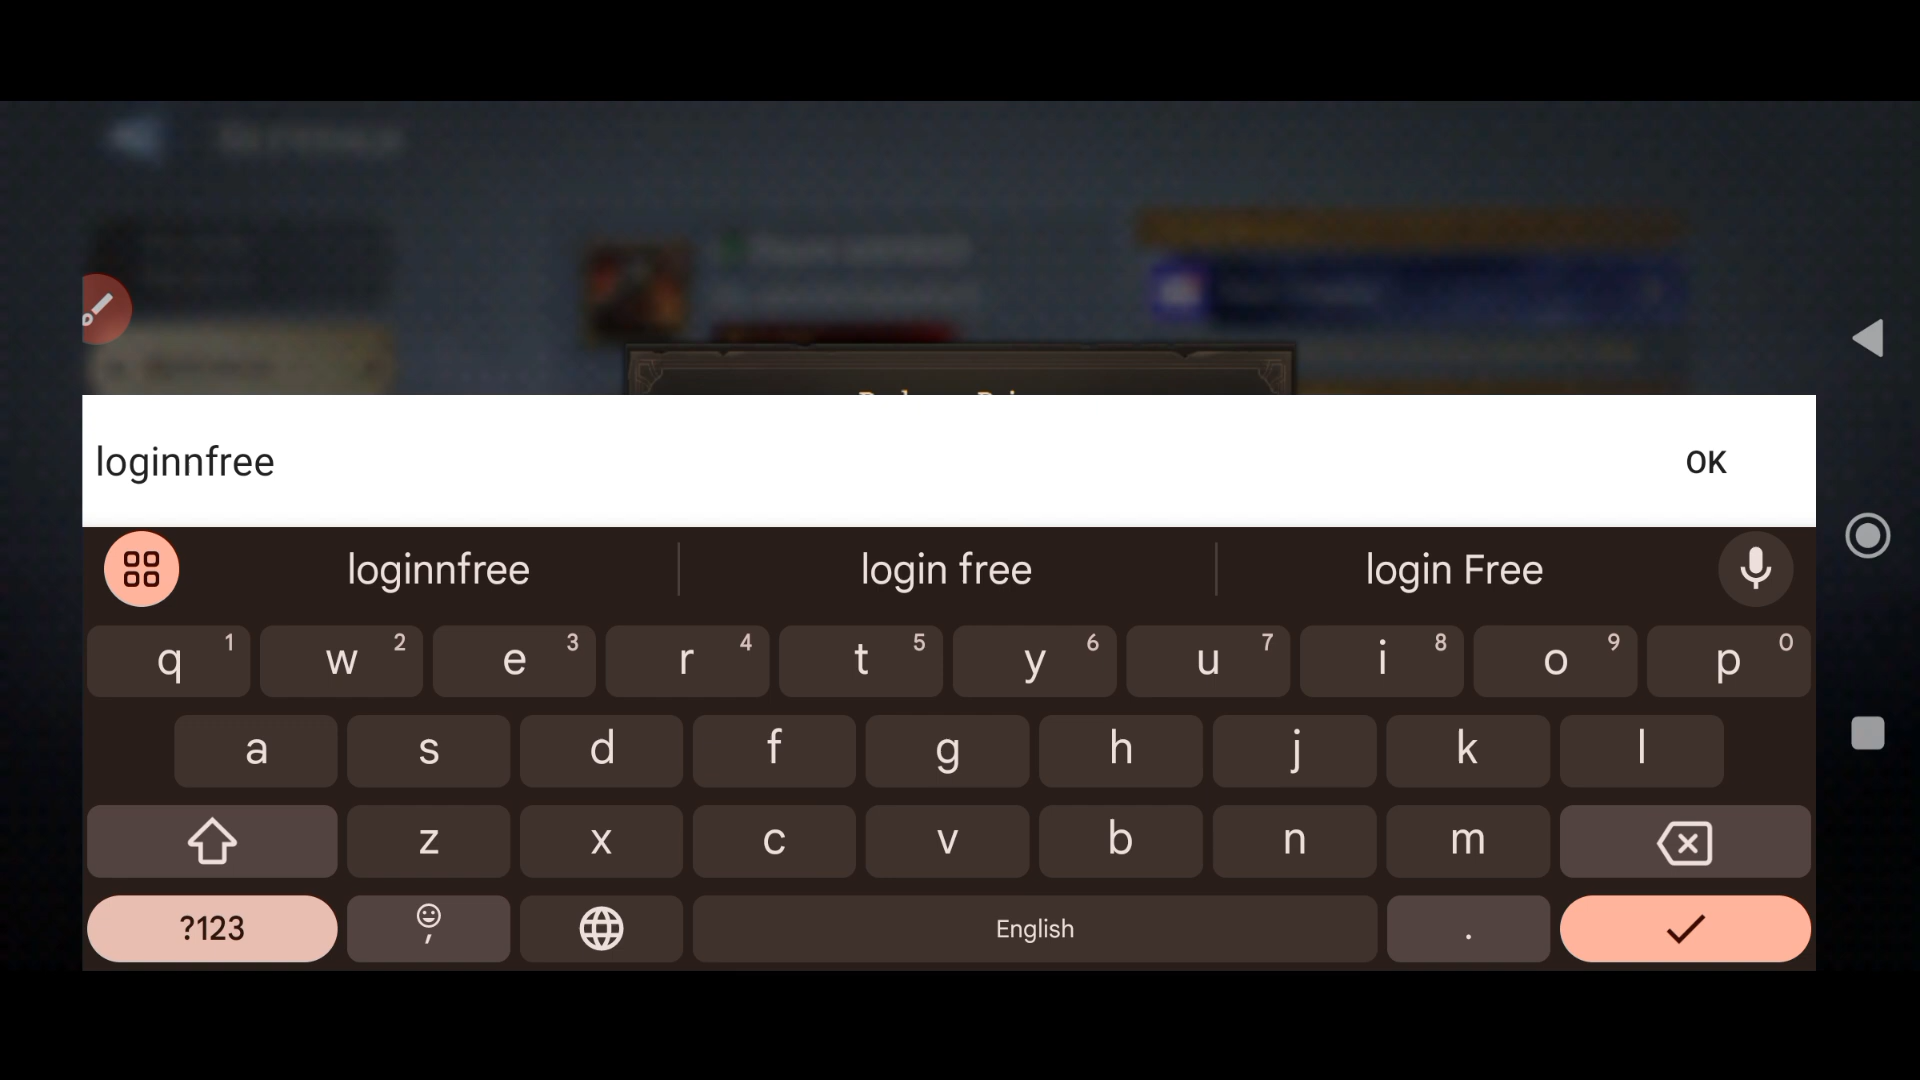 loginnfree
OK
loginnfree login free login Free
q 1 w 2 e 3 r 4 t 5 y 6 u 7 i 8 o 9 p 0
a s d f g h j k l
z x c v b n m
?123 , English .